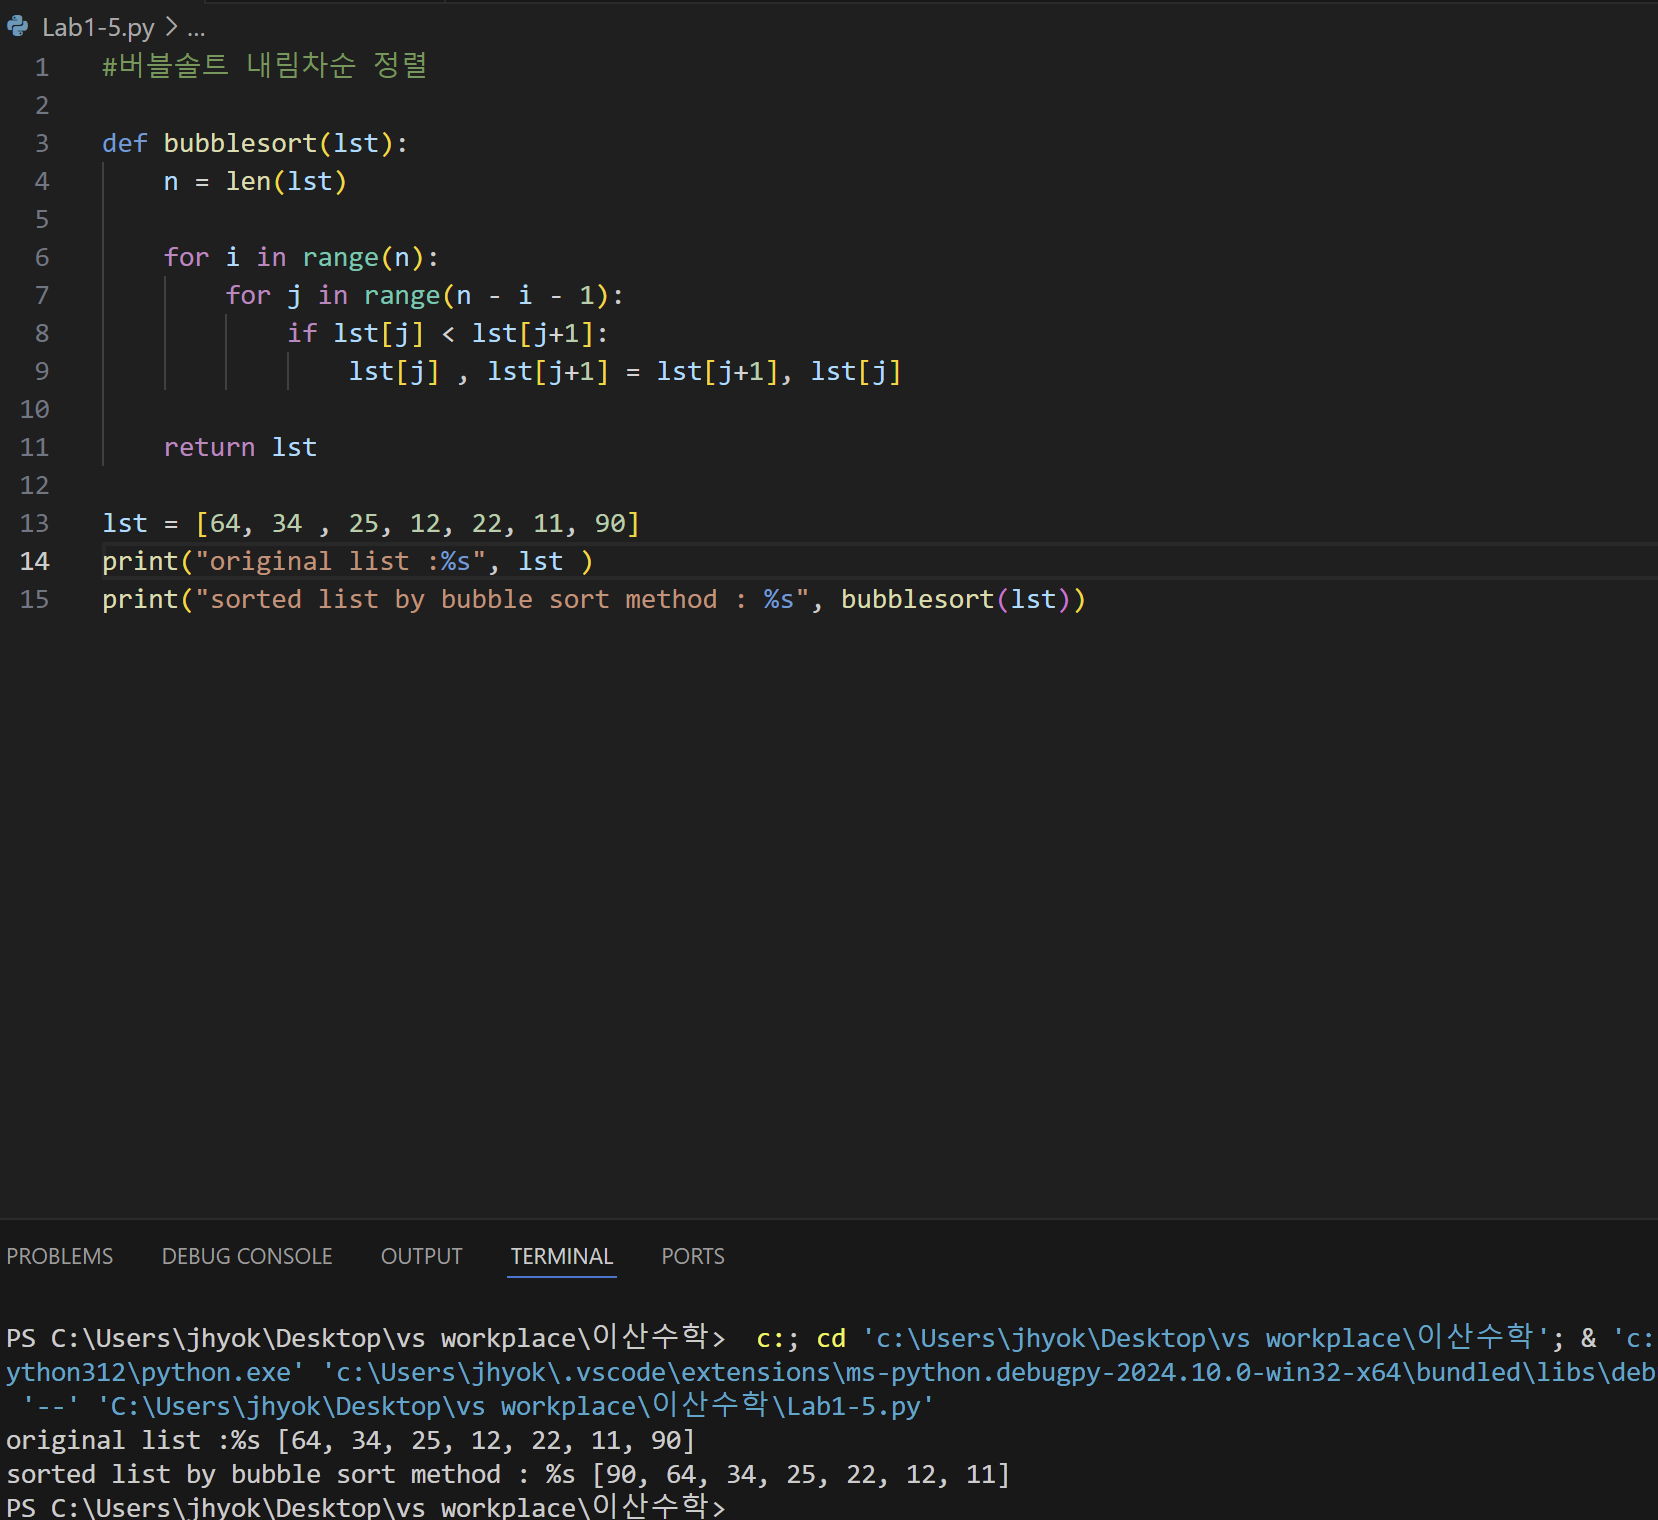 Lab1-5.py > ...
1 #버블솔트 내림차순 정렬
2
3 def bubblesort(lst):
4     n = len(lst)
5
6     for i in range(n):
7         for j in range(n - i - 1):
8             if lst[j] < lst[j+1]:
9                 lst[j] , lst[j+1] = lst[j+1], lst[j]
10
11     return lst
12
13 lst = [64, 34 , 25, 12, 22, 11, 90]
14 print("original list :%s", lst )
15 print("sorted list by bubble sort method : %s", bubblesort(lst))
PROBLEMS DEBUG CONSOLE OUTPUT TERMINAL PORTS
PS C:\Users\jhyok\Desktop\vs workplace\이산수학>  c:; cd 'c:\Users\jhyok\Desktop\vs workplace\이산수학'; & 'c:
ython312\python.exe' 'c:\Users\jhyok\.vscode\extensions\ms-python.debugpy-2024.10.0-win32-x64\bundled\libs\deb
 '--' 'C:\Users\jhyok\Desktop\vs workplace\이산수학\Lab1-5.py'
original list :%s [64, 34, 25, 12, 22, 11, 90]
sorted list by bubble sort method : %s [90, 64, 34, 25, 22, 12, 11]
PS C:\Users\jhyok\Desktop\vs workplace\이산수학>